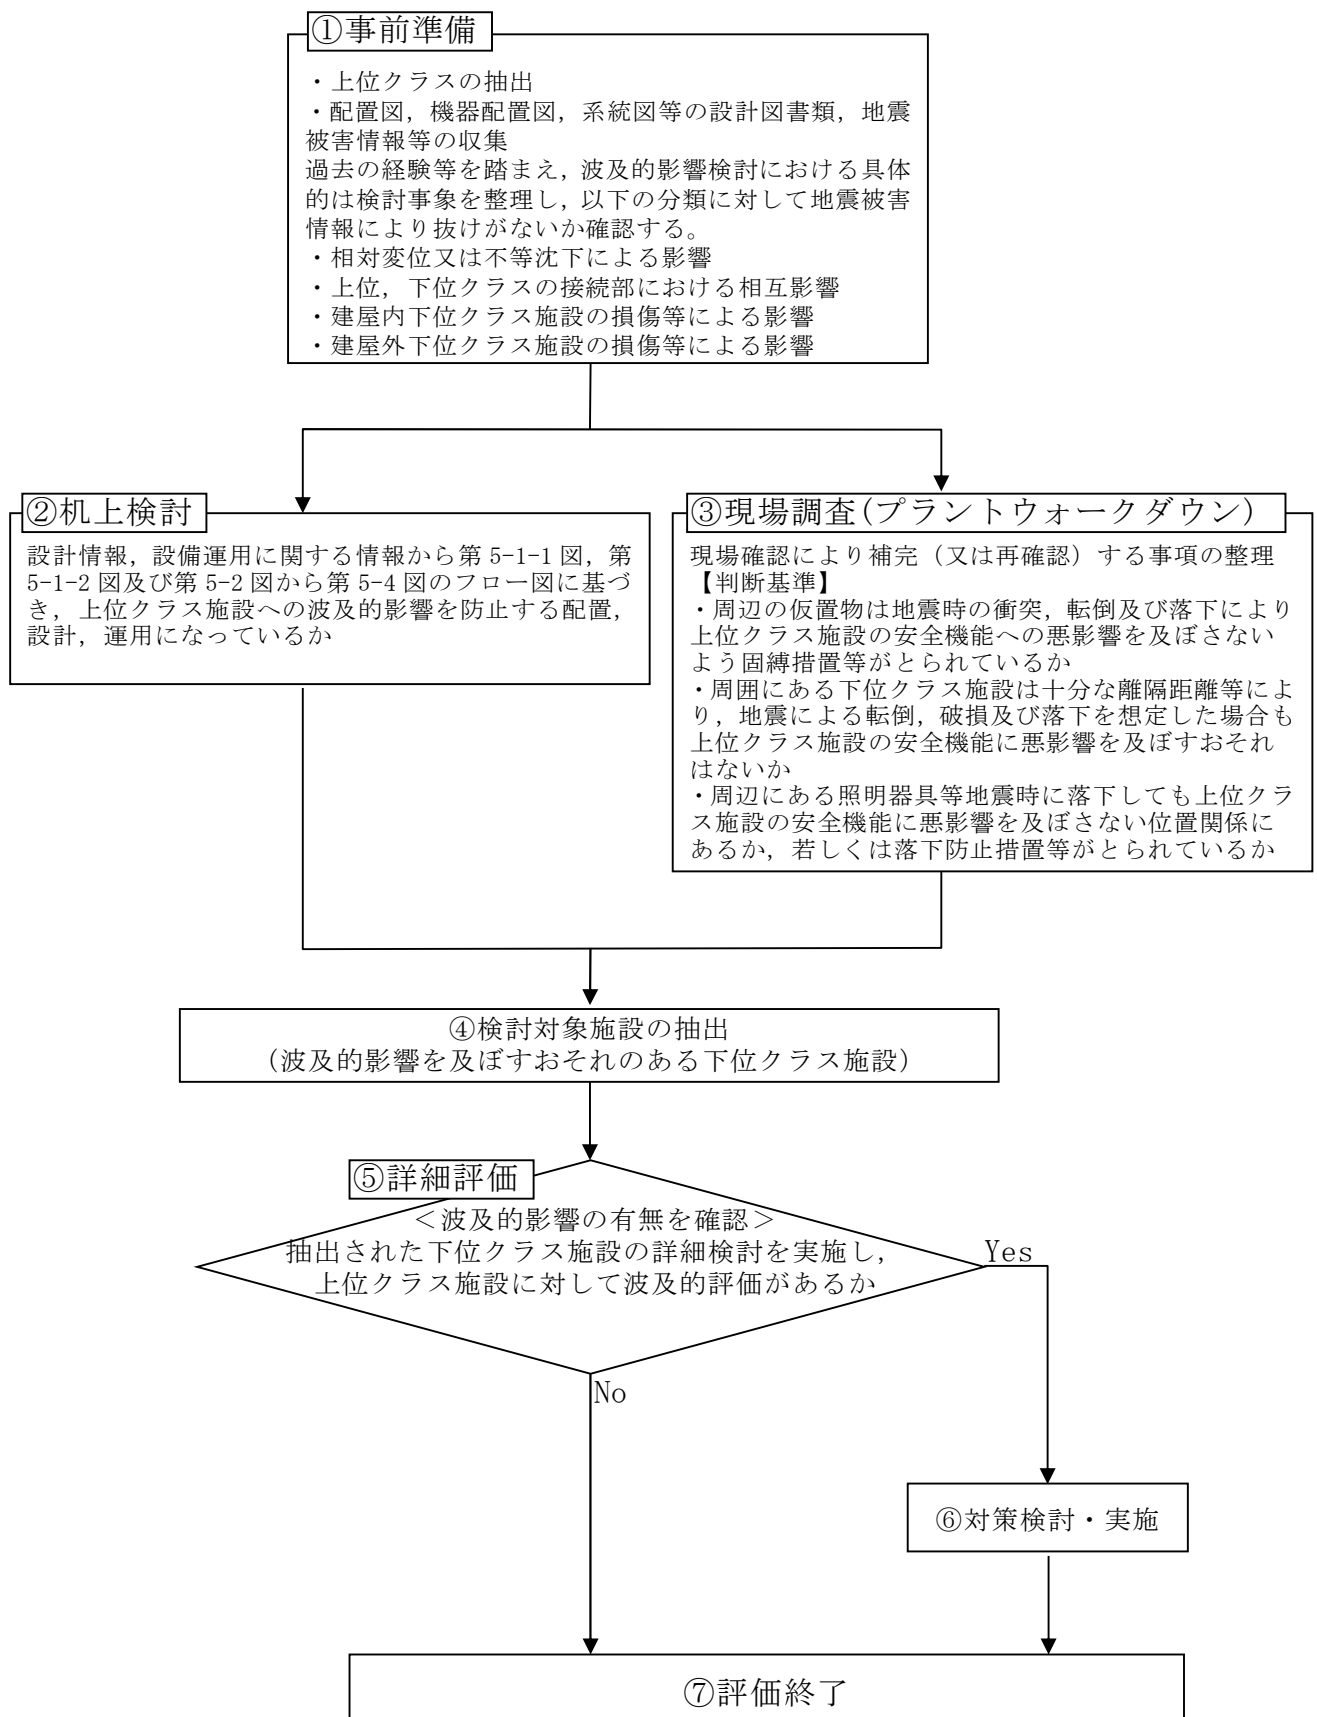 ①事前準備
・上位クラスの抽出
・配置図，機器配置図，系統図等の設計図書類，地震
被害情報等の収集
過去の経験等を踏まえ，波及的影響検討における具体
的は検討事象を整理し，以下の分類に対して地震被害
情報により抜けがないか確認する。
・相対変位又は不等沈下による影響
・上位，下位クラスの接続部における相互影響
・建屋内下位クラス施設の損傷等による影響
・建屋外下位クラス施設の損傷等による影響
②机上検討
設計情報，設備運用に関する情報から第 5-1-1 図，第
5-1-2 図及び第 5-2 図から第 5-4 図のフロー図に基づ
き，上位クラス施設への波及的影響を防止する配置，
設計，運用になっているか
③現場調査(プラントウォークダウン)
現場確認により補完（又は再確認）する事項の整理
【判断基準】
・周辺の仮置物は地震時の衝突，転倒及び落下により
上位クラス施設の安全機能への悪影響を及ぼさない
よう固縛措置等がとられているか
・周囲にある下位クラス施設は十分な離隔距離等によ
り，地震による転倒，破損及び落下を想定した場合も
上位クラス施設の安全機能に悪影響を及ぼすおそれ
はないか
・周辺にある照明器具等地震時に落下しても上位クラ
ス施設の安全機能に悪影響を及ぼさない位置関係に
あるか，若しくは落下防止措置等がとられているか
④検討対象施設の抽出
（波及的影響を及ぼすおそれのある下位クラス施設）
⑤詳細評価
＜波及的影響の有無を確認＞
抽出された下位クラス施設の詳細検討を実施し，
上位クラス施設に対して波及的評価があるか
Yes
No
⑥対策検討・実施
⑦評価終了